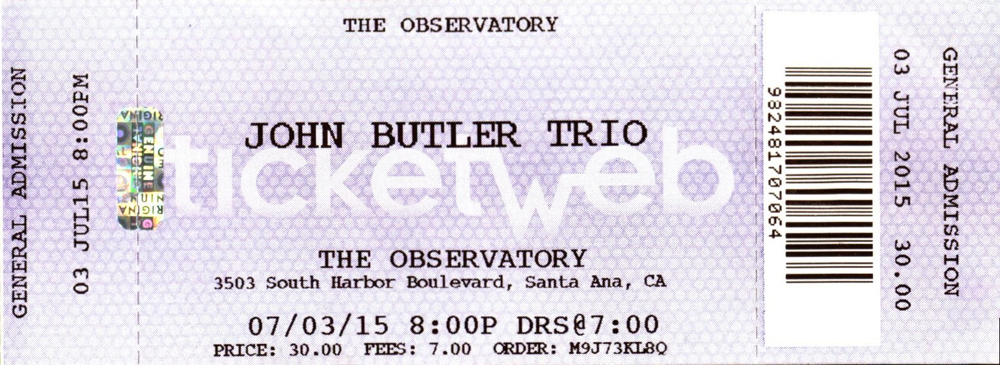 GENERAL ADMISSION
03 JUL15 8:00PM
GENUINE
THE OBSERVATORY
JOHN BUTLER TRIO
ticketweb
THE OBSERVATORY
3503 South Harbor Boulevard, Santa Ana, CA
07/03/15 8:00P DRS@7:00
PRICE: 30.00 FEES: 7.00 ORDER: M9J73KL8Q
98248170707064
03 JUL 2015 30.00
GENERAL ADMISSION